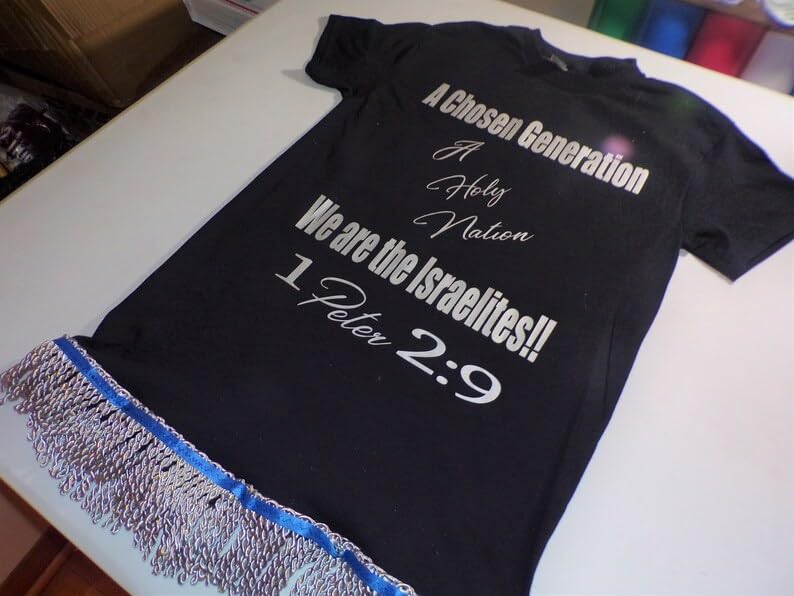 A Chosen Generation
A
Holy
Nation
We are the Israelites!!
1 Peter 2:9